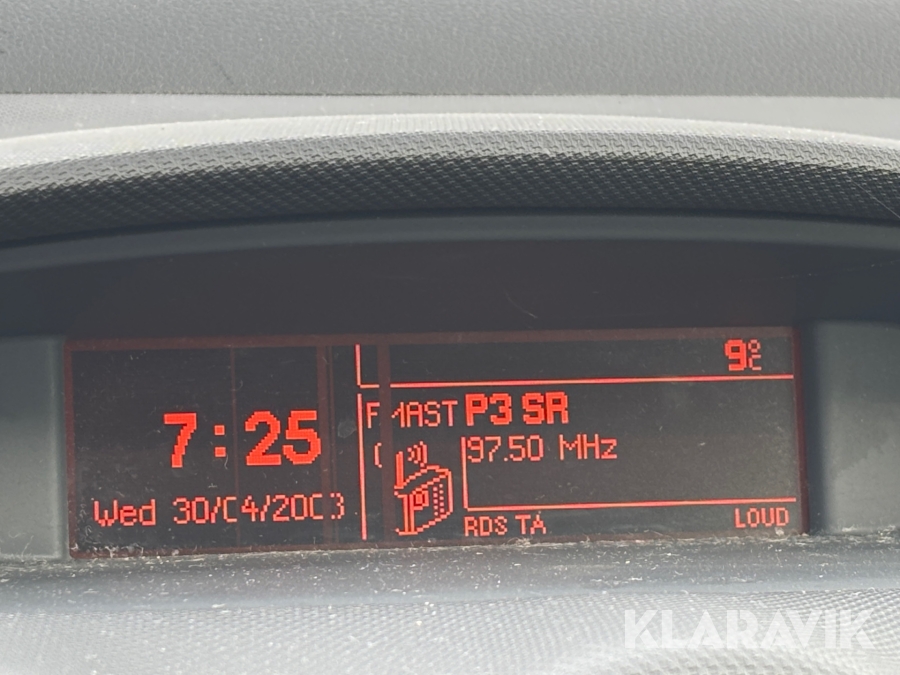 9°C
7:25
FMAST P3 SR
97.50 MHz
Wed 30/04/2003
RDS TA
LOUD
KLARAVIK